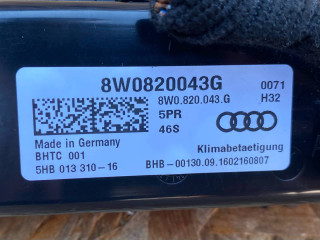 8W0820043G 0071
8W0.820.043.G H32
5PR
46S
Made in Germany
BHTC 001 Klimabetaetigung
5HB 013 310-16 BHB-00130.09.1602160807